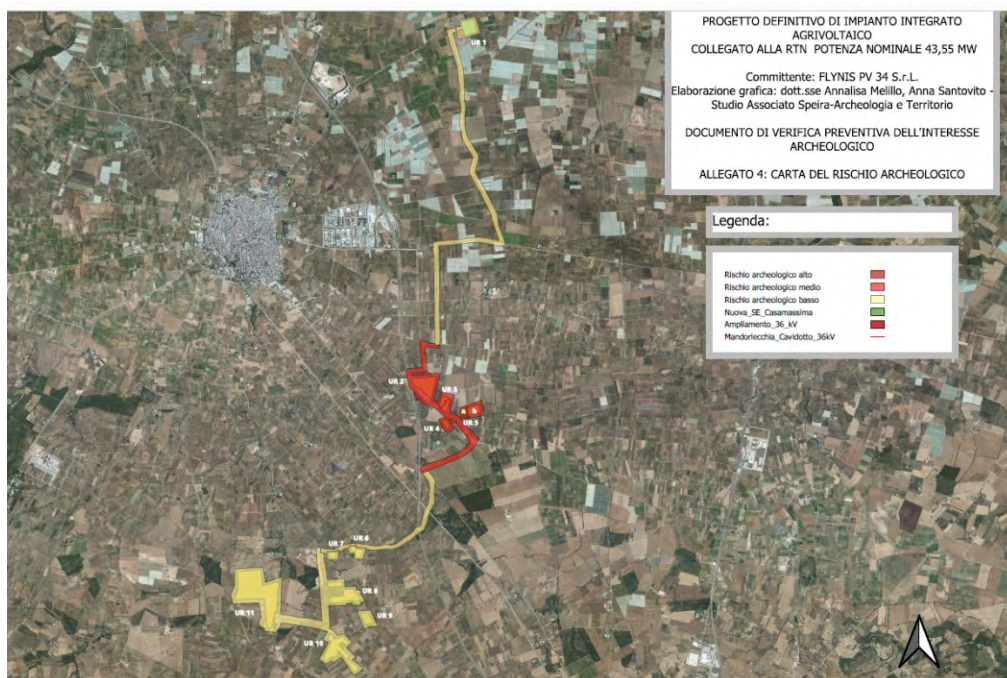 PROGETTO DEFINITIVO DI IMPIANTO INTEGRATO
AGRIVOLTAICO
COLLEGATO ALLA RTN POTENZA NOMINALE 43,55 MW
Committente: FLYNIS PV 34 S.r.L.
Elaborazione grafica: dott.sse Annalisa Melillo, Anna Santovito -
Studio Associato Speira-Archeologia e Territorio
DOCUMENTO DI VERIFICA PREVENTIVA DELL'INTERESSE
ARCHEOLOGICO
ALLEGATO 4: CARTA DEL RISCHIO ARCHEOLOGICO
Legenda:
Rischio archeologico alto
Rischio archeologico medio
Rischio archeologico basso
Nuova_SE_Casamassima
Ampliamento_36_kV
Mandorlecchia_Cavidotto_36kV
UR 1
UR 2
UR 3
a b
UR 4
UR 5
UR 7
UR 6
UR 8
UR 11
UR 9
UR 10